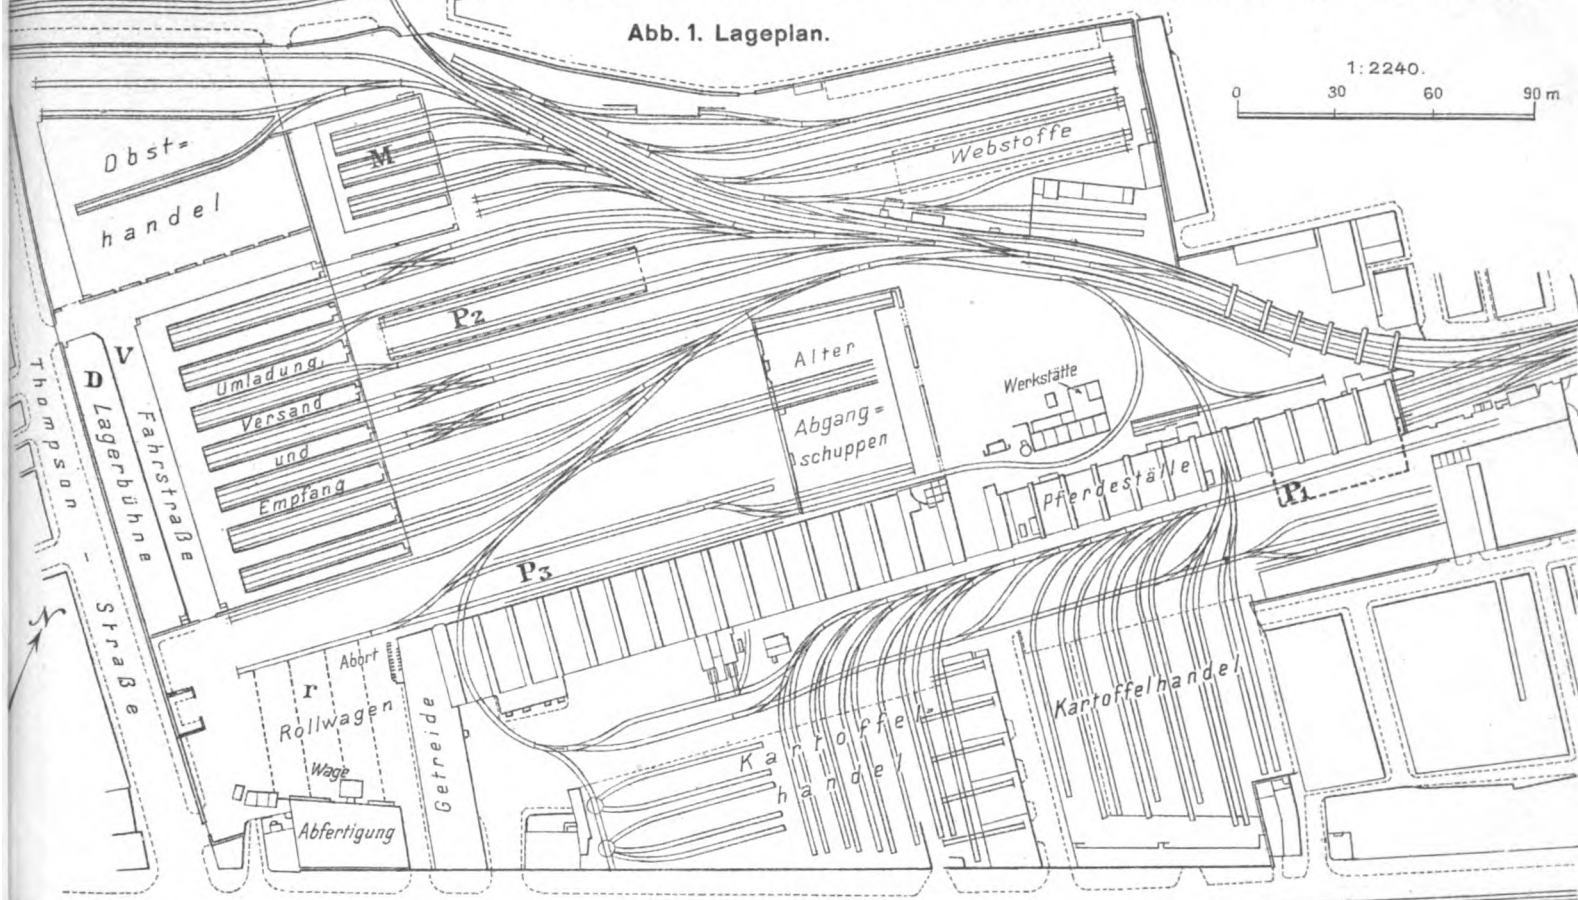 Abb. 1. Lageplan.
1:2240.
0 30 60 90 m
Obst=
handel
M
Webstoffe
P2
V
D
Thompson - Straße
Lagerbühne
Fahrstraße
Umladung,
Versand
und
Empfang
Alter
Abgang=
schuppen
Werkstätte
Pferdeställe
P1
P3
N
Abort
r
Rollwagen
Wage
Abfertigung
Getreide
Kartoffel-
handel
Kartoffelhandel